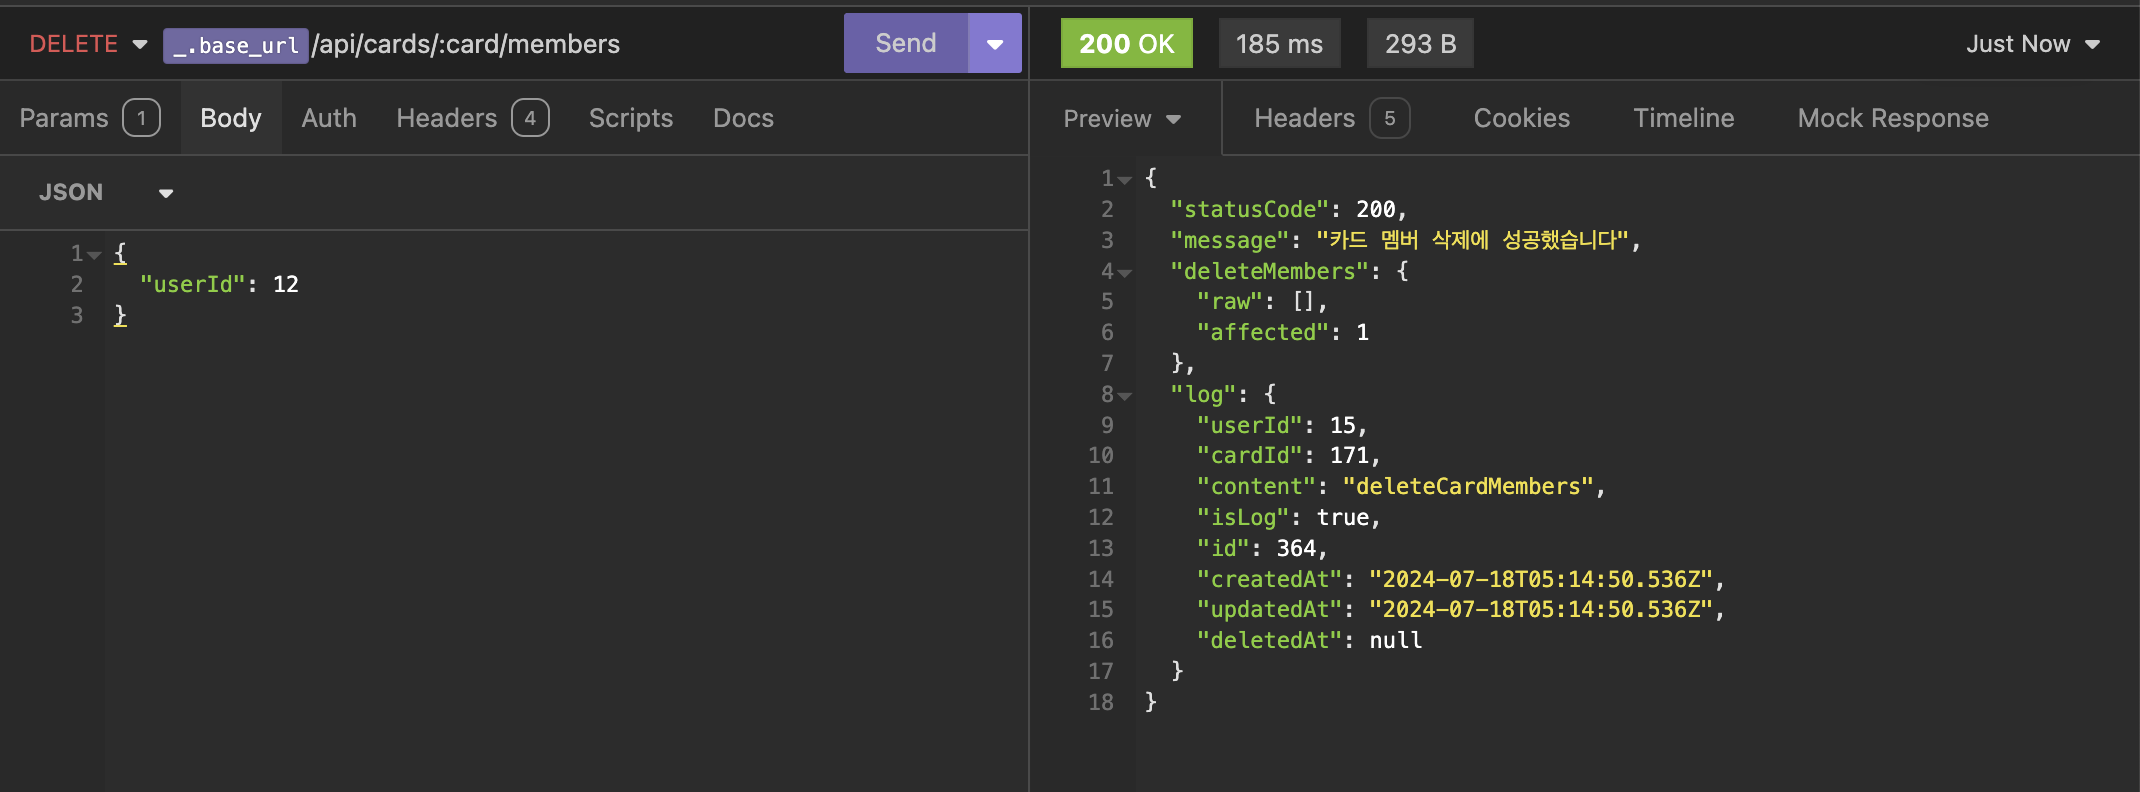 DELETE _.base_url/api/cards/:card/members Send
Params 1 Body Auth Headers 4 Scripts Docs
JSON
1 {
2 "userId": 12
3 }
200 OK 185 ms 293 B Just Now
Preview Headers 5 Cookies Timeline Mock Response
1 {
2 "statusCode": 200,
3 "message": "카드 멤버 삭제에 성공했습니다",
4 "deleteMembers": {
5 "raw": [],
6 "affected": 1
7 },
8 "log": {
9 "userId": 15,
10 "cardId": 171,
11 "content": "deleteCardMembers",
12 "isLog": true,
13 "id": 364,
14 "createdAt": "2024-07-18T05:14:50.536Z",
15 "updatedAt": "2024-07-18T05:14:50.536Z",
16 "deletedAt": null
17 }
18 }